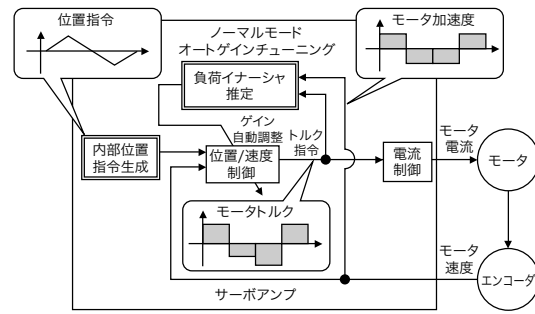 位置指令
ノーマルモード
オートゲインチューニング
モータ加速度
負荷イナーシャ
推定
ゲイン
自動調整
トルク
指令
モータ
電流
内部位置
指令生成
位置/速度
制御
電流
制御
モータ
モータトルク
モータ
速度
エンコーダ
サーボアンプ